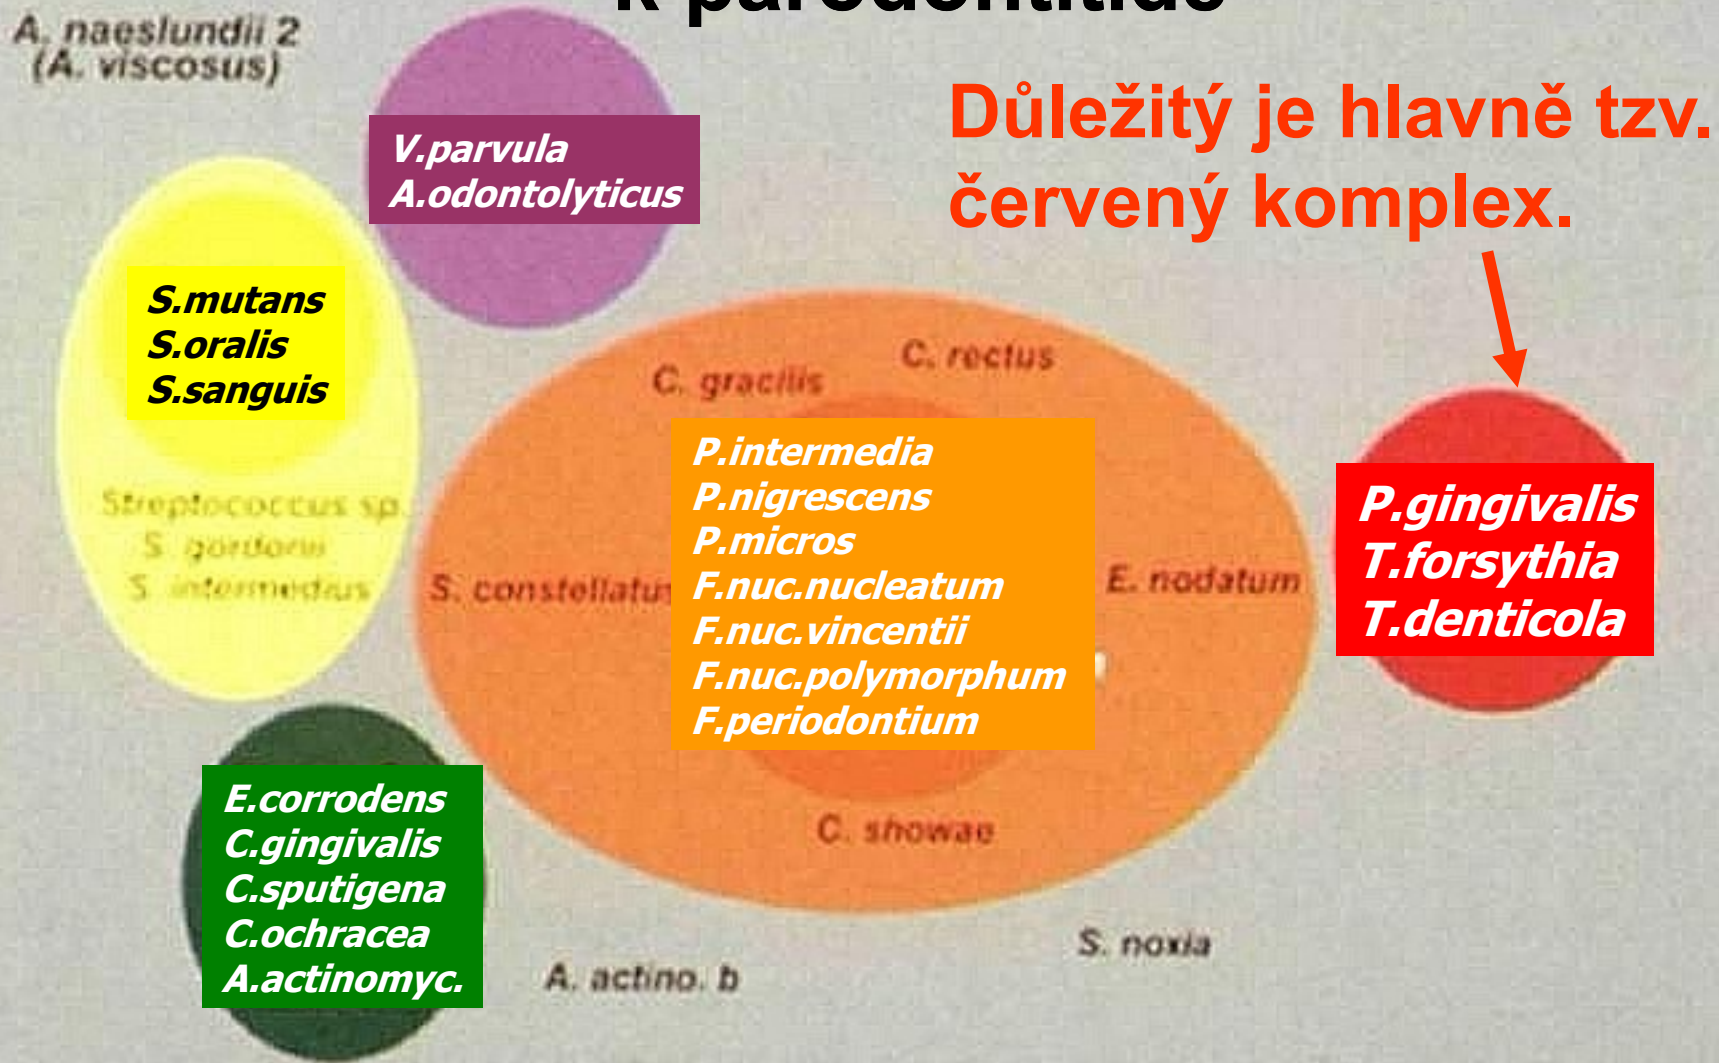 k parodontitidě
A. naeslundii 2
(A. viscosus)
Důležitý je hlavně tzv.
červený komplex.
V.parvula
A.odontolyticus
S.mutans
S.oralis
S.sanguis
Streptococcus sp.
S. gordonii
S. intermedius
C. gracilis
C. rectus
S. constellatus
E. nodatum
P.intermedia
P.nigrescens
P.micros
F.nuc.nucleatum
F.nuc.vincentii
F.nuc.polymorphum
F.periodontium
C. showae
P.gingivalis
T.forsythia
T.denticola
E.corrodens
C.gingivalis
C.sputigena
C.ochracea
A.actinomyc.
A. actino. b
S. noxia